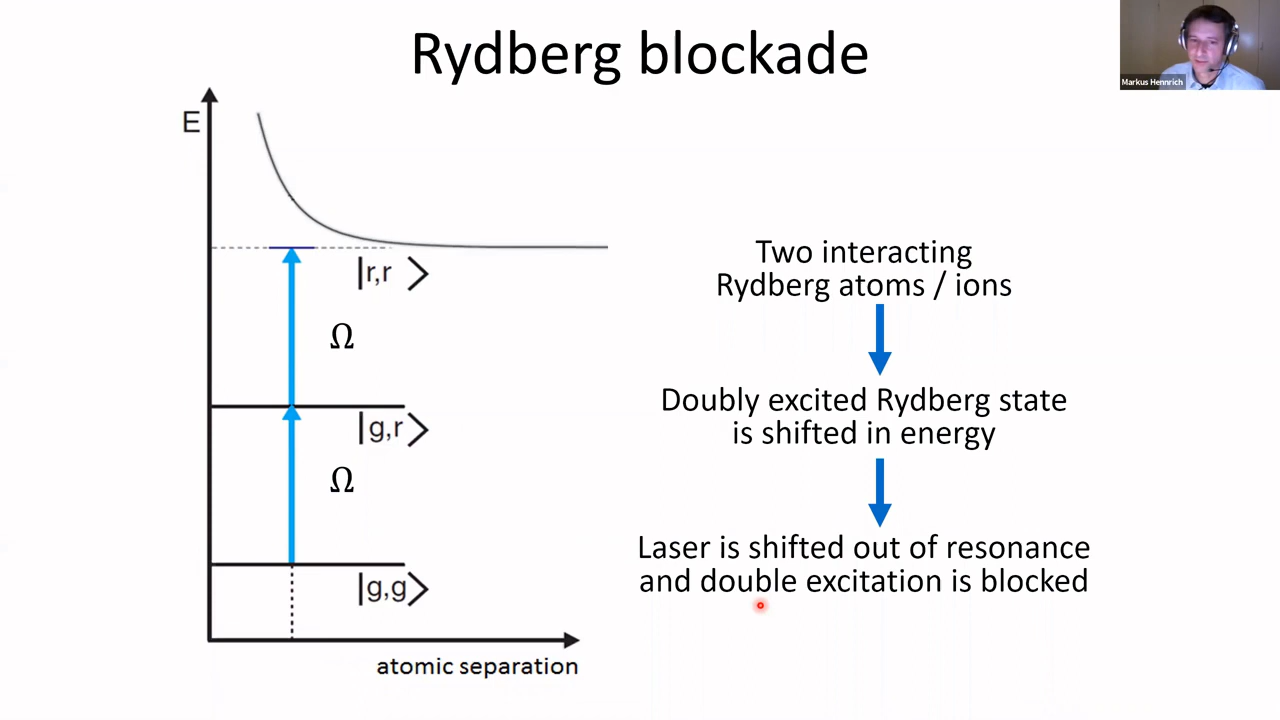 Rydberg blockade
Markus Hennrich
E
|r,r⟩
Ω
|g,r⟩
Ω
|g,g⟩
atomic separation
Two interacting
Rydberg atoms / ions
Doubly excited Rydberg state
is shifted in energy
Laser is shifted out of resonance
and double excitation is blocked